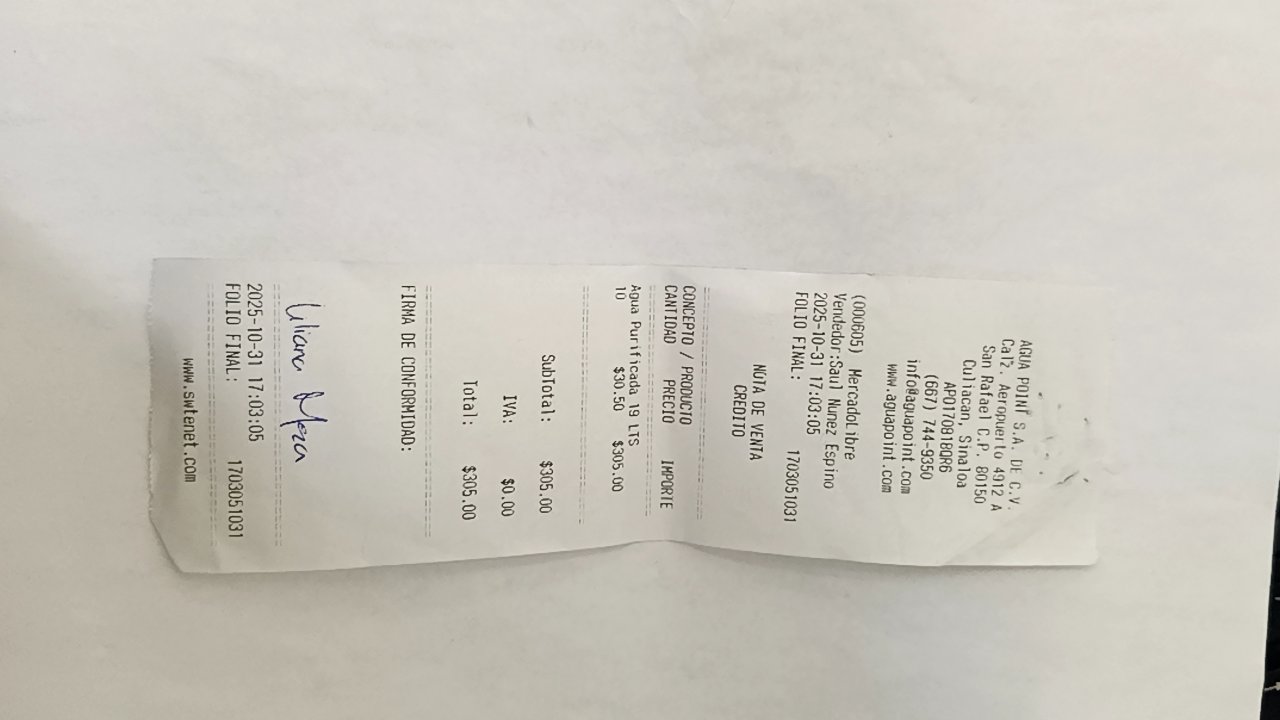 AGUA POINT S.A. DE C.V.
Calz. Aeropuerto 4912 A
San Rafael C.P. 80150
Culiacan, Sinaloa
APO170818QR6
(667) 744-9350
info@aguapoint.com
www.aguapoint.com
(000605) MercadoLibre
Vendedor:Saul Nunez Espino
2025-10-31 17:03:05
FOLIO FINAL: 1703051031
NOTA DE VENTA
CREDITO
CONCEPTO / PRODUCTO
CANTIDAD PRECIO IMPORTE
Agua Purificada 19 LTS
10 $30.50 $305.00
SubTotal: $305.00
IVA: $0.00
Total: $305.00
FIRMA DE CONFORMIDAD:
Liliana Meza
2025-10-31 17:03:05
FOLIO FINAL: 1703051031
www.swtenet.com